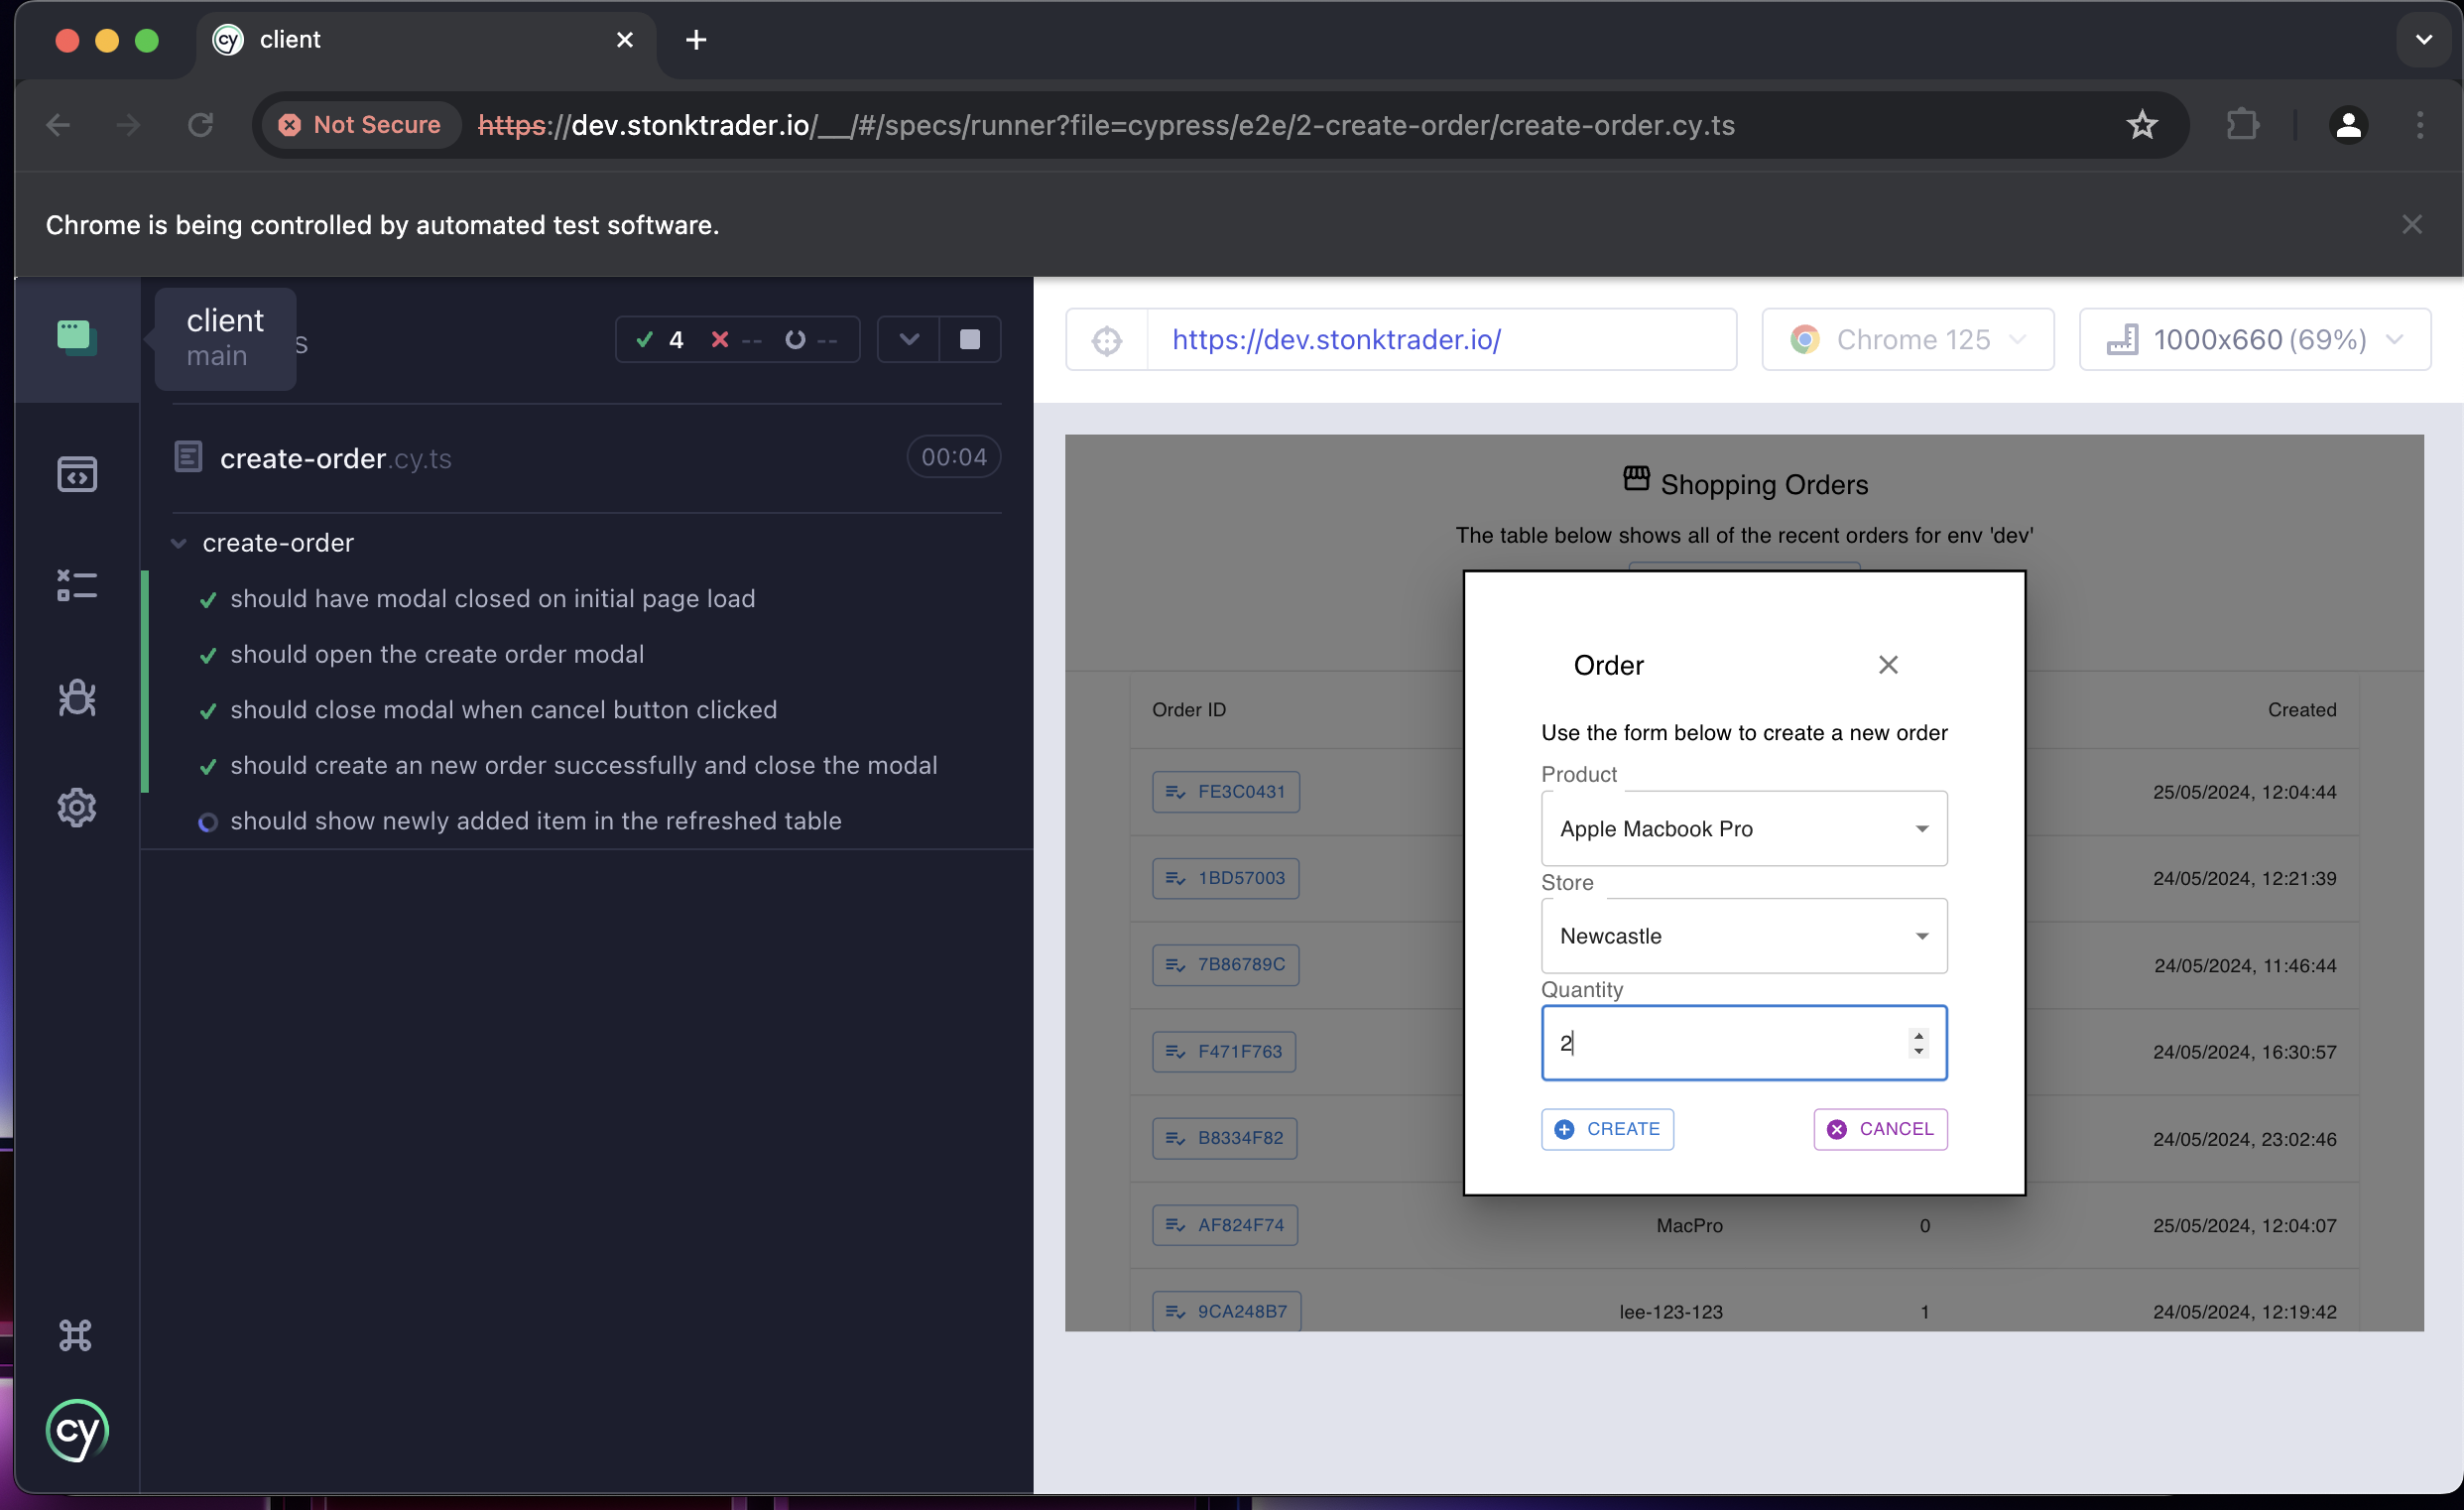 cy client
Not Secure https://dev.stonktrader.io/__/#/specs/runner?file=cypress/e2e/2-create-order/create-order.cy.ts
Chrome is being controlled by automated test software.
client
main
s
4 -- --
https://dev.stonktrader.io/
Chrome 125
1000x660 (69%)
create-order.cy.ts
00:04
create-order
should have modal closed on initial page load
should open the create order modal
should close modal when cancel button clicked
should create an new order successfully and close the modal
should show newly added item in the refreshed table
cy
Shopping Orders
The table below shows all of the recent orders for env 'dev'
Order ID Created
FE3C0431 25/05/2024, 12:04:44
1BD57003 24/05/2024, 12:21:39
7B86789C 24/05/2024, 11:46:44
F471F763 24/05/2024, 16:30:57
B8334F82 24/05/2024, 23:02:46
AF824F74 MacPro 0 25/05/2024, 12:04:07
9CA248B7 lee-123-123 1 24/05/2024, 12:19:42
Order
Use the form below to create a new order
Product
Apple Macbook Pro
Store
Newcastle
Quantity
2
CREATE CANCEL